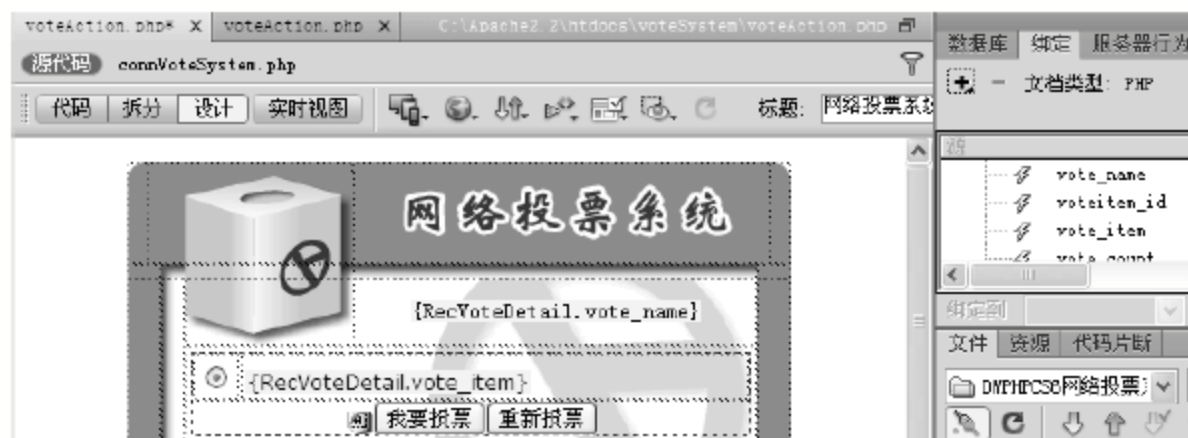 voteAction.php* X voteAction.php X C:\Apache2.2\htdocs\voteSystem\voteAction.php
源代码 connVoteSystem.php
代码 拆分 设计 实时视图 标题: 网络投票系统
网络投票系统
{RecVoteDetail.vote_name}
{RecVoteDetail.vote_item}
我要投票 重新投票
数据库 绑定 服务器行为
文档类型: PHP
源
vote_name
voteitem_id
vote_item
vote_count
绑定到
文件 资源 代码片断
DWPHPCS6网络投票